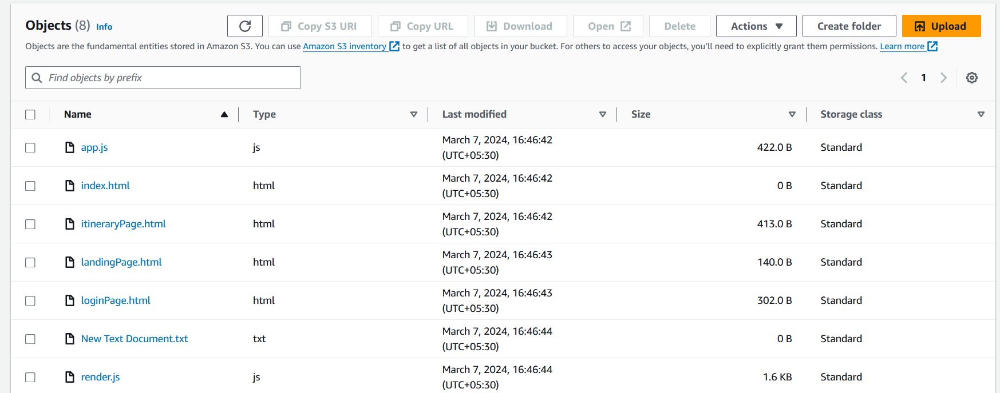 Objects (8) Info
Copy S3 URI
Copy URL
Download
Open
Delete
Actions
Create folder
Upload
Objects are the fundamental entities stored in Amazon S3. You can use Amazon S3 inventory to get a list of all objects in your bucket. For others to access your objects, you’ll need to explicitly grant them permissions. Learn more
Find objects by prefix
1
Name Type Last modified Size Storage class
app.js js March 7, 2024, 16:46:42 422.0 B Standard
(UTC+05:30)
index.html html March 7, 2024, 16:46:42 0 B Standard
(UTC+05:30)
itineraryPage.html html March 7, 2024, 16:46:42 413.0 B Standard
(UTC+05:30)
landingPage.html html March 7, 2024, 16:46:43 140.0 B Standard
(UTC+05:30)
loginPage.html html March 7, 2024, 16:46:43 302.0 B Standard
(UTC+05:30)
New Text Document.txt txt March 7, 2024, 16:46:44 0 B Standard
(UTC+05:30)
render.js js March 7, 2024, 16:46:44 1.6 KB Standard
(UTC+05:30)